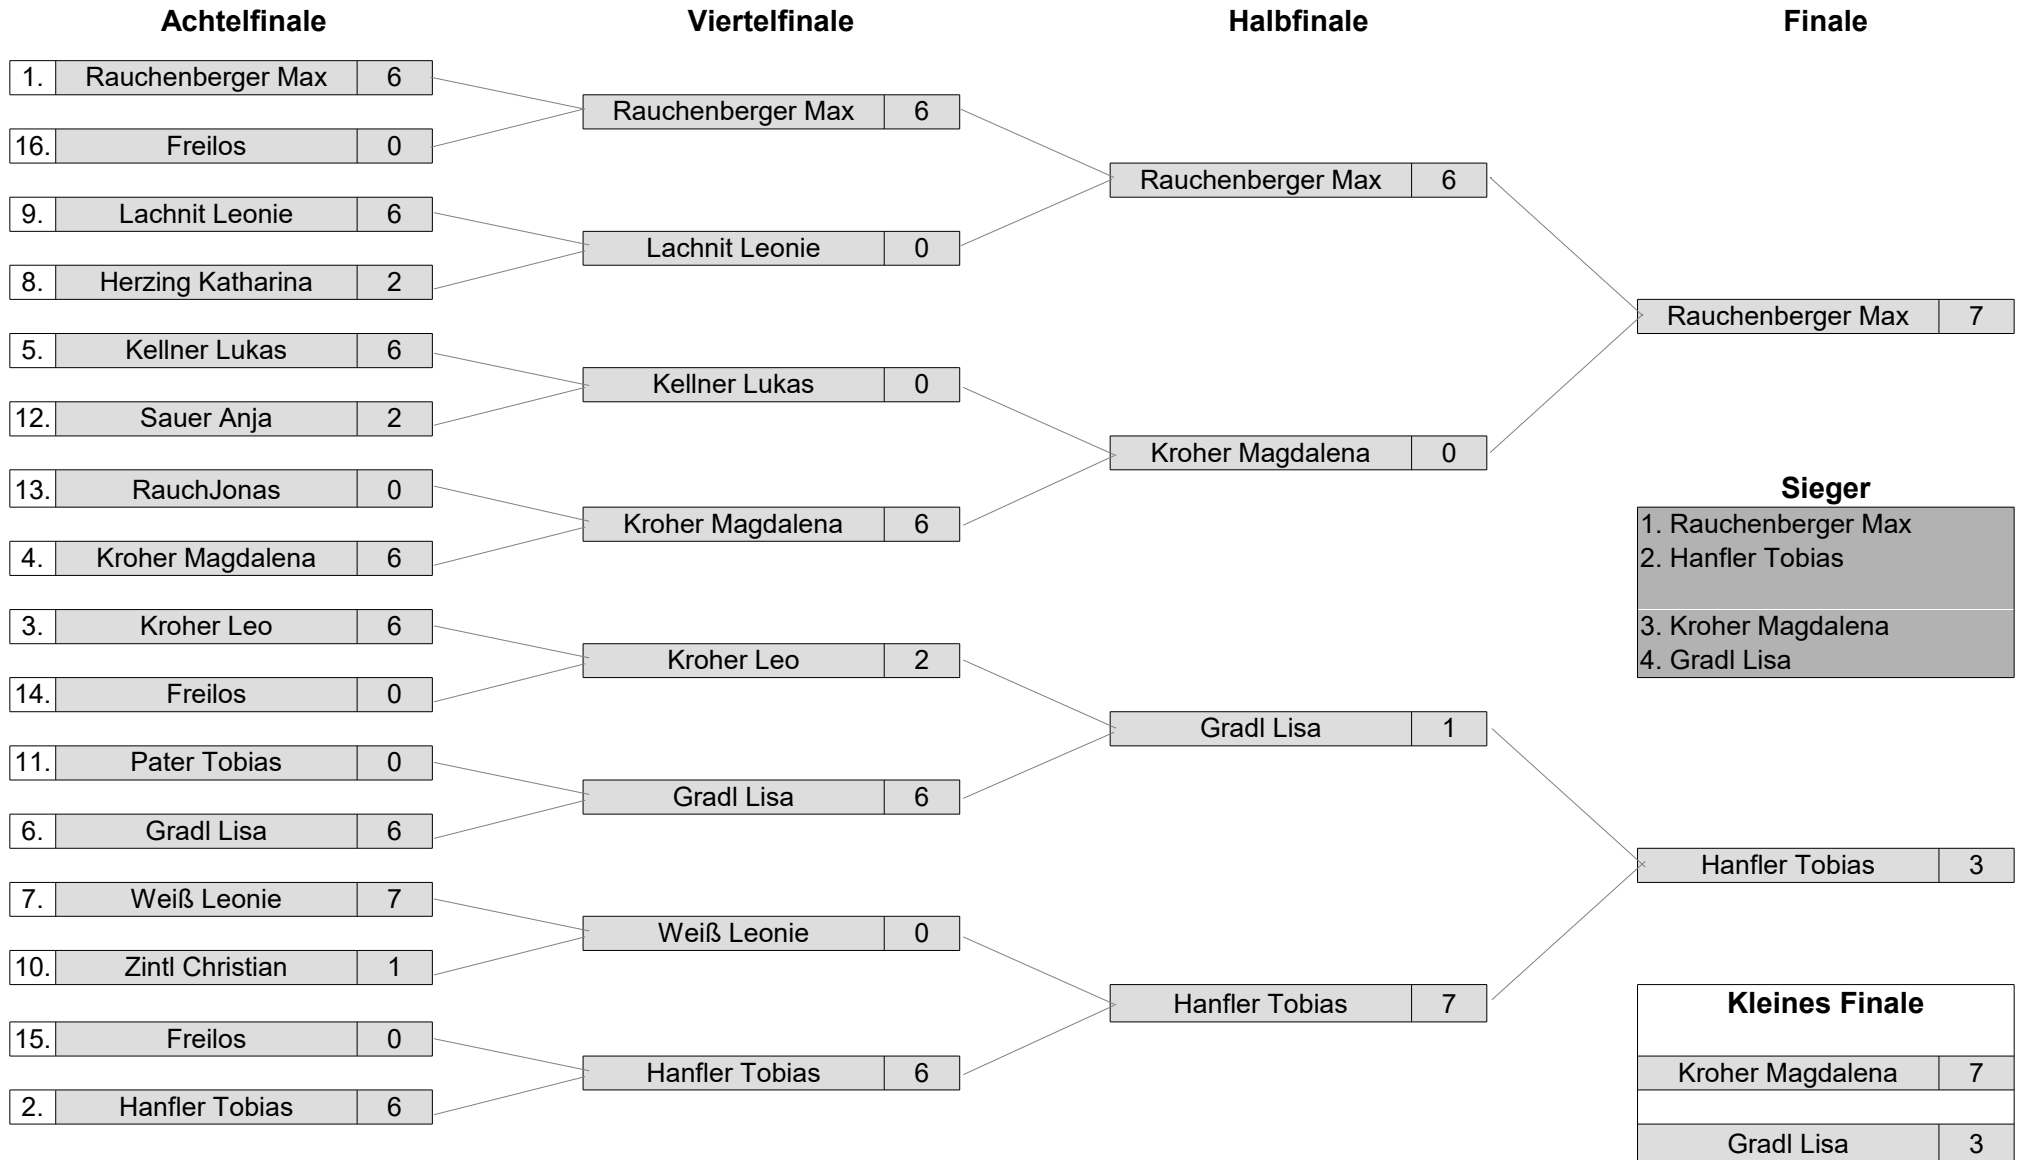 Achtelfinale
Viertelfinale
Halbfinale
Finale
1. Rauchenberger Max 6
16. Freilos 0
9. Lachnit Leonie 6
8. Herzing Katharina 2
5. Kellner Lukas 6
12. Sauer Anja 2
13. RauchJonas 0
4. Kroher Magdalena 6
3. Kroher Leo 6
14. Freilos 0
11. Pater Tobias 0
6. Gradl Lisa 6
7. Weiß Leonie 7
10. Zintl Christian 1
15. Freilos 0
2. Hanfler Tobias 6
Rauchenberger Max 6
Lachnit Leonie 0
Kellner Lukas 0
Kroher Magdalena 6
Kroher Leo 2
Gradl Lisa 6
Weiß Leonie 0
Hanfler Tobias 6
Rauchenberger Max 6
Kroher Magdalena 0
Gradl Lisa 1
Hanfler Tobias 7
Rauchenberger Max 7
Sieger
1. Rauchenberger Max
2. Hanfler Tobias
3. Kroher Magdalena
4. Gradl Lisa
Hanfler Tobias 3
Kleines Finale
Kroher Magdalena 7
Gradl Lisa 3